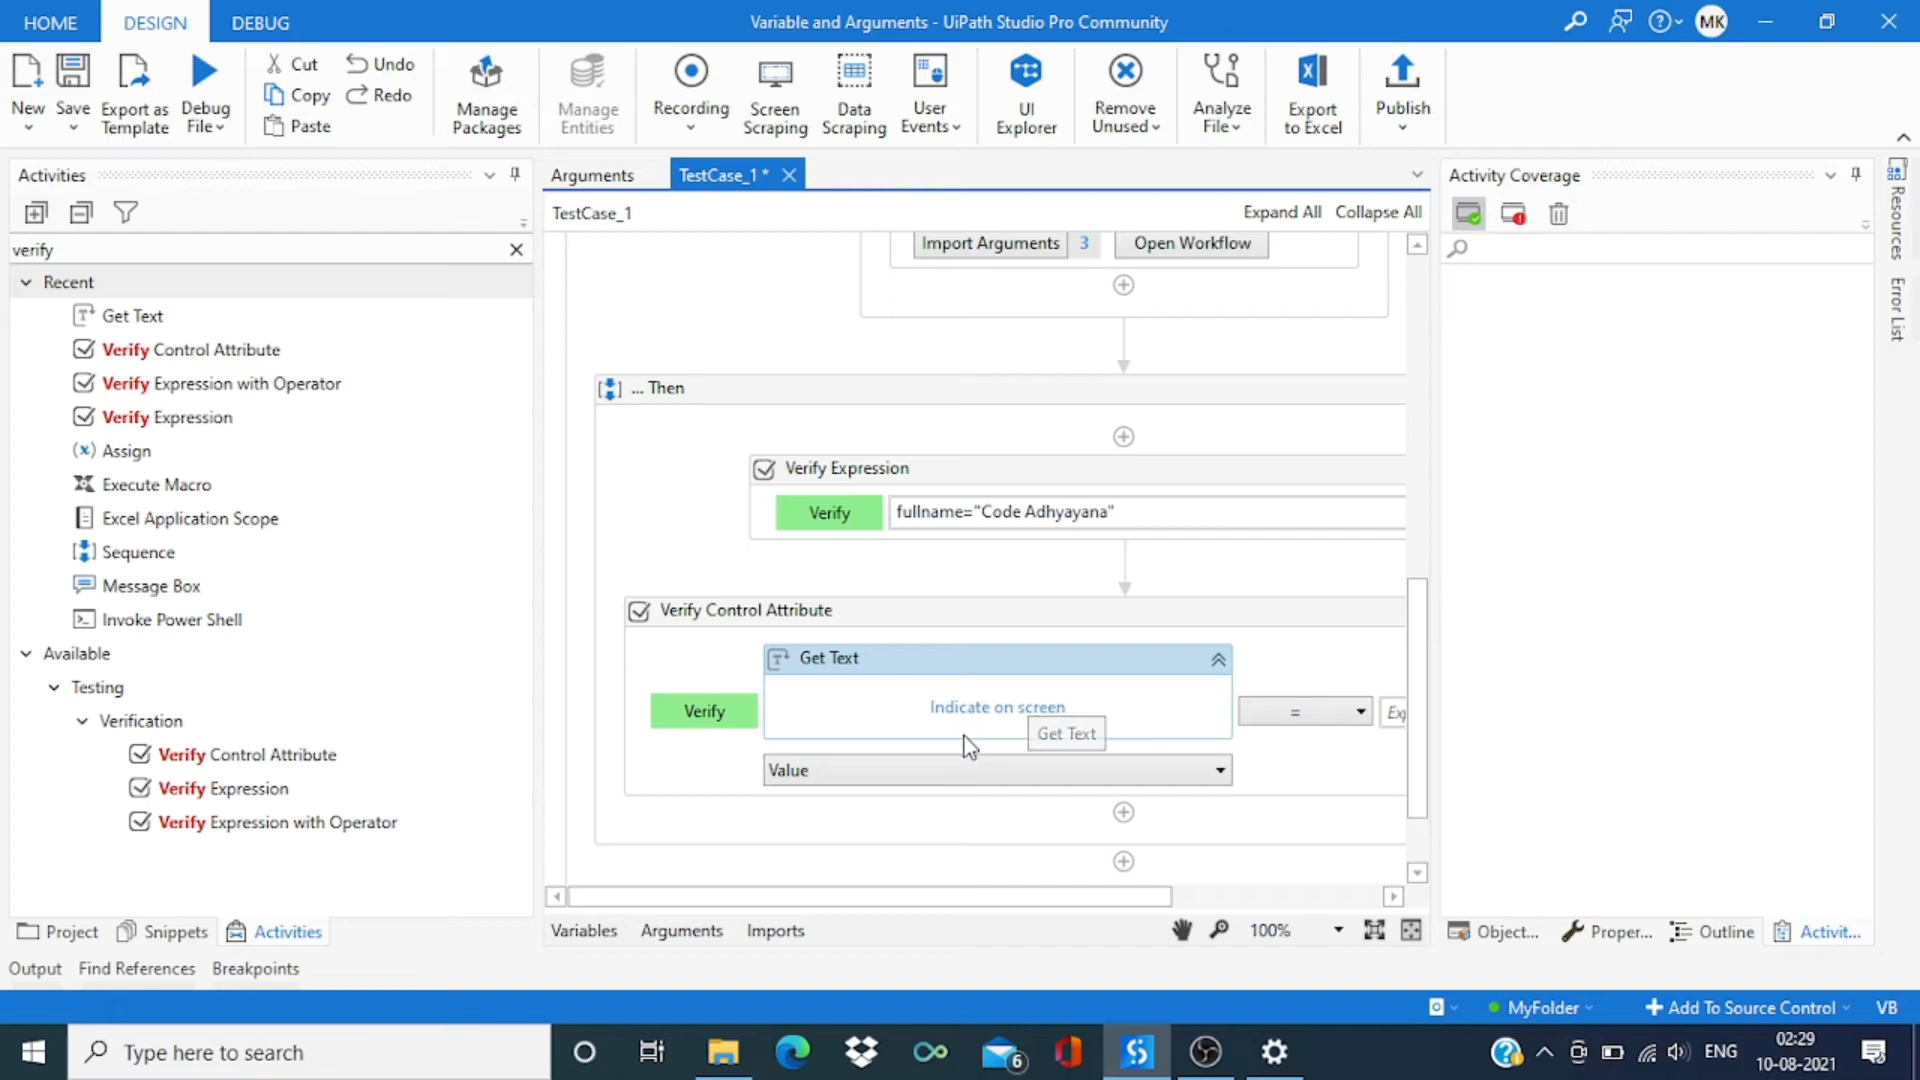 HOME DESIGN DEBUG
Variable and Arguments - UiPath Studio Pro Community
MK
New
Save
Export as
Template
Debug
File
Cut
Copy
Paste
Undo
Redo
Manage
Packages
Manage
Entities
Recording
Screen
Scraping
Data
Scraping
User
Events
UI
Explorer
Remove
Unused
Analyze
File
Export
to Excel
Publish
Activities
verify
Recent
Get Text
Verify Control Attribute
Verify Expression with Operator
Verify Expression
Assign
Execute Macro
Excel Application Scope
Sequence
Message Box
Invoke Power Shell
Available
Testing
Verification
Verify Control Attribute
Verify Expression
Verify Expression with Operator
Project Snippets Activities
Output Find References Breakpoints
Arguments TestCase_1 *
TestCase_1 Expand All Collapse All
Import Arguments 3 Open Workflow
... Then
Verify Expression
Verify fullname="Code Adhyayana"
Verify Control Attribute
Get Text
Indicate on screen
Get Text
Verify
=
Value
Variables Arguments Imports 100%
Activity Coverage
Resources
Error List
Object... Proper... Outline Activit...
MyFolder Add To Source Control VB
Type here to search
6
ENG
02:29
10-08-2021